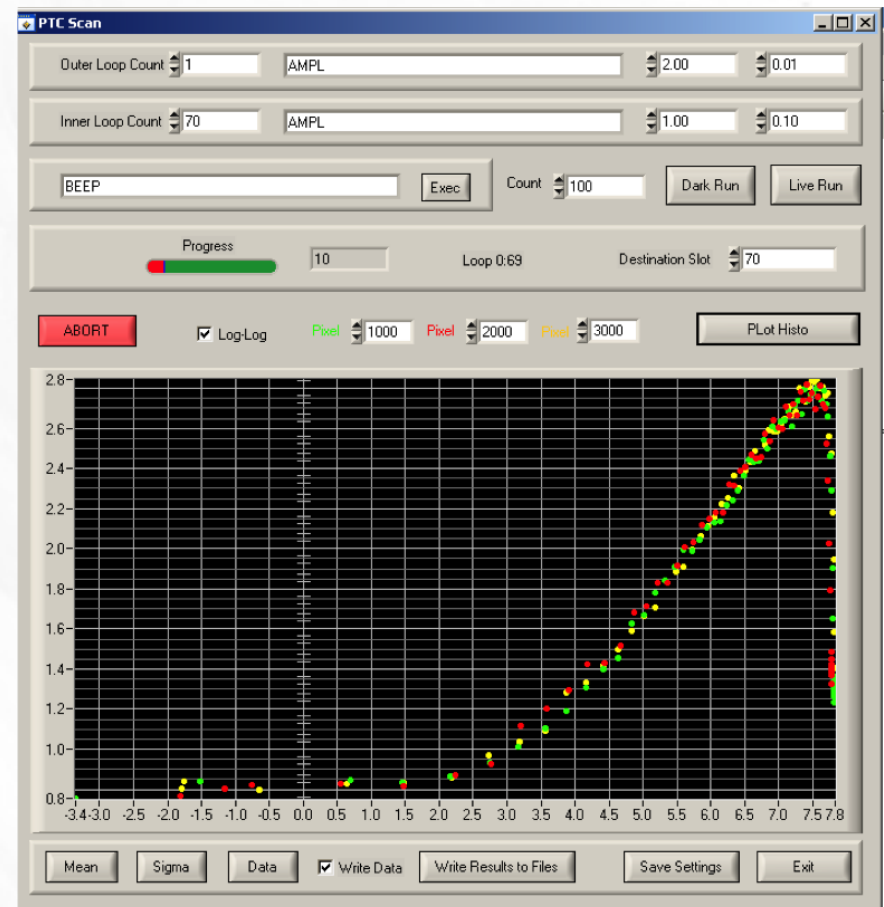 PTC Scan
Outer Loop Count 1 AMPL 2.00 0.01
Inner Loop Count 70 AMPL 1.00 0.10
BEEP Exec Count 100 Dark Run Live Run
Progress
10 Loop 0:69 Destination Slot 70
ABORT Log-Log Pixel 1000 Pixel 2000 Pixel 3000 PLot Histo
2.8
2.6
2.4
2.2
2.0
1.8
1.6
1.4
1.2
1.0
0.8
-3.4 -3.0 -2.5 -2.0 -1.5 -1.0 -0.5 0.0 0.5 1.0 1.5 2.0 2.5 3.0 3.5 4.0 4.5 5.0 5.5 6.0 6.5 7.0 7.5 7.8
Mean Sigma Data Write Data Write Results to Files Save Settings Exit